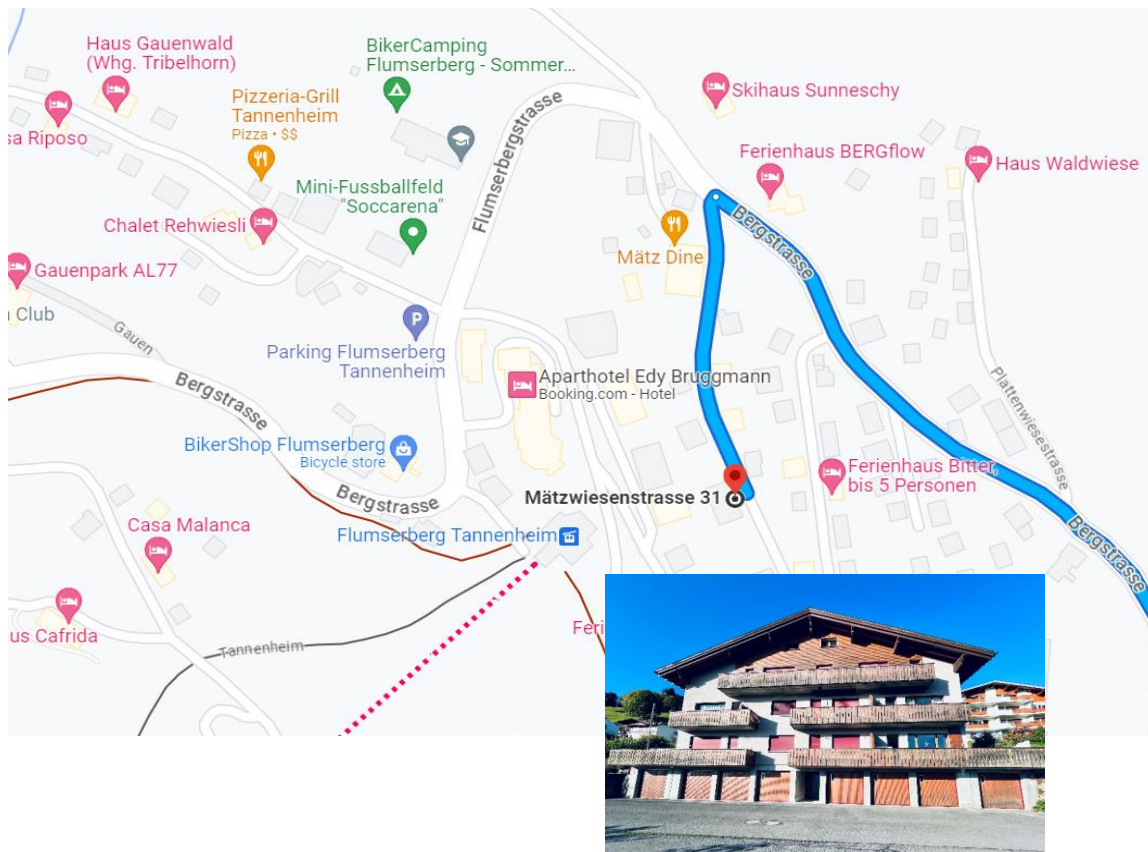 Haus Gauenwald
(Whg. Tribelhorn)
BikerCamping
Flumserberg - Sommer...
Pizzeria-Grill
Tannenheim
Pizza • $$
sa Riposo
Mini-Fussballfeld
"Soccarena"
Chalet Rehwiesli
Gauenpark AL77
Club
Gauen
Parking Flumserberg
Tannenheim
Flumserbergstrasse
Skihaus Sunneschy
Ferienhaus BERGflow
Haus Waldwiese
Mätz Dine
Bergstrasse
Bergstrasse
Aparthotel Edy Bruggmann
Booking.com - Hotel
Plattenwiesestrasse
BikerShop Flumserberg
Bicycle store
Bergstrasse
Mätzwiesenstrasse 31
Ferienhaus Bitter,
bis 5 Personen
Bergstrasse
Casa Malanca
Flumserberg Tannenheim
us Cafrida
Tannenheim
Feri